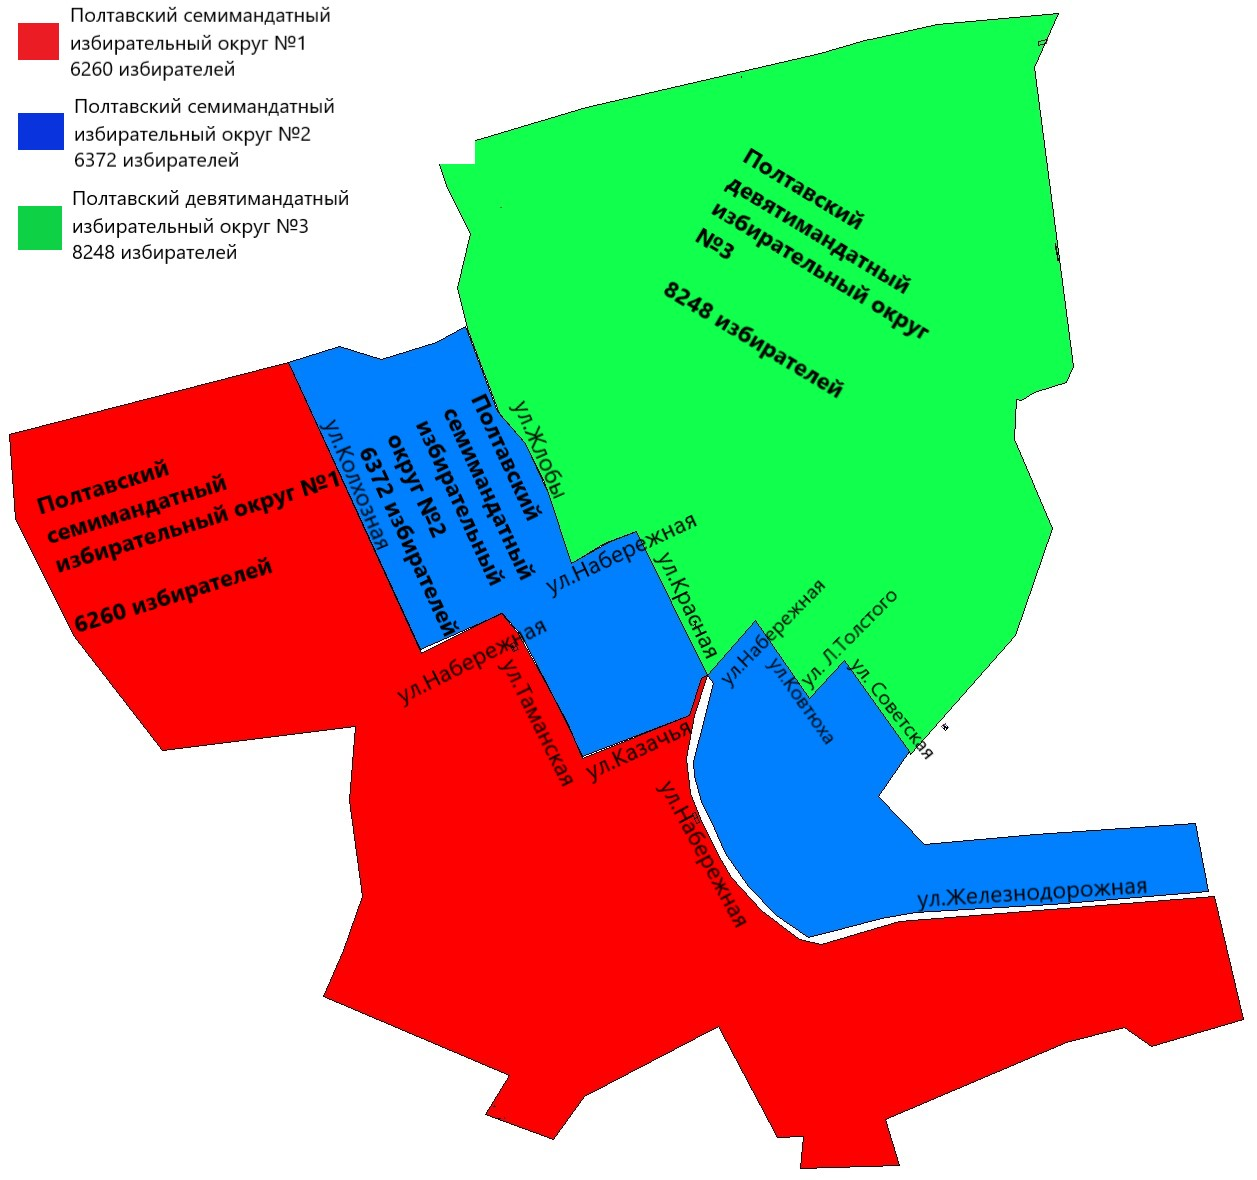 Полтавский семимандатный
избирательный округ №1
6260 избирателей
Полтавский семимандатный
избирательный округ №2
6372 избирателей
Полтавский девятимандатный
избирательный округ №3
8248 избирателей
Полтавский
девятимандатный
избирательный округ
№3
8248 избирателей
Полтавский
семимандатный
избирательный
округ №2
6372 избирателей
ул.Жлобы
ул.Колхозная
Полтавский
семимандатный
избирательный округ №1
6260 избирателей
ул.Набережная
ул.Красная
ул.Набережная
ул.Таманская
ул.Казачья
ул.Набережная
ул.Ковтюха
ул. Л.Толстого
ул. Советская
ул.Набережная
ул.Железнодорожная